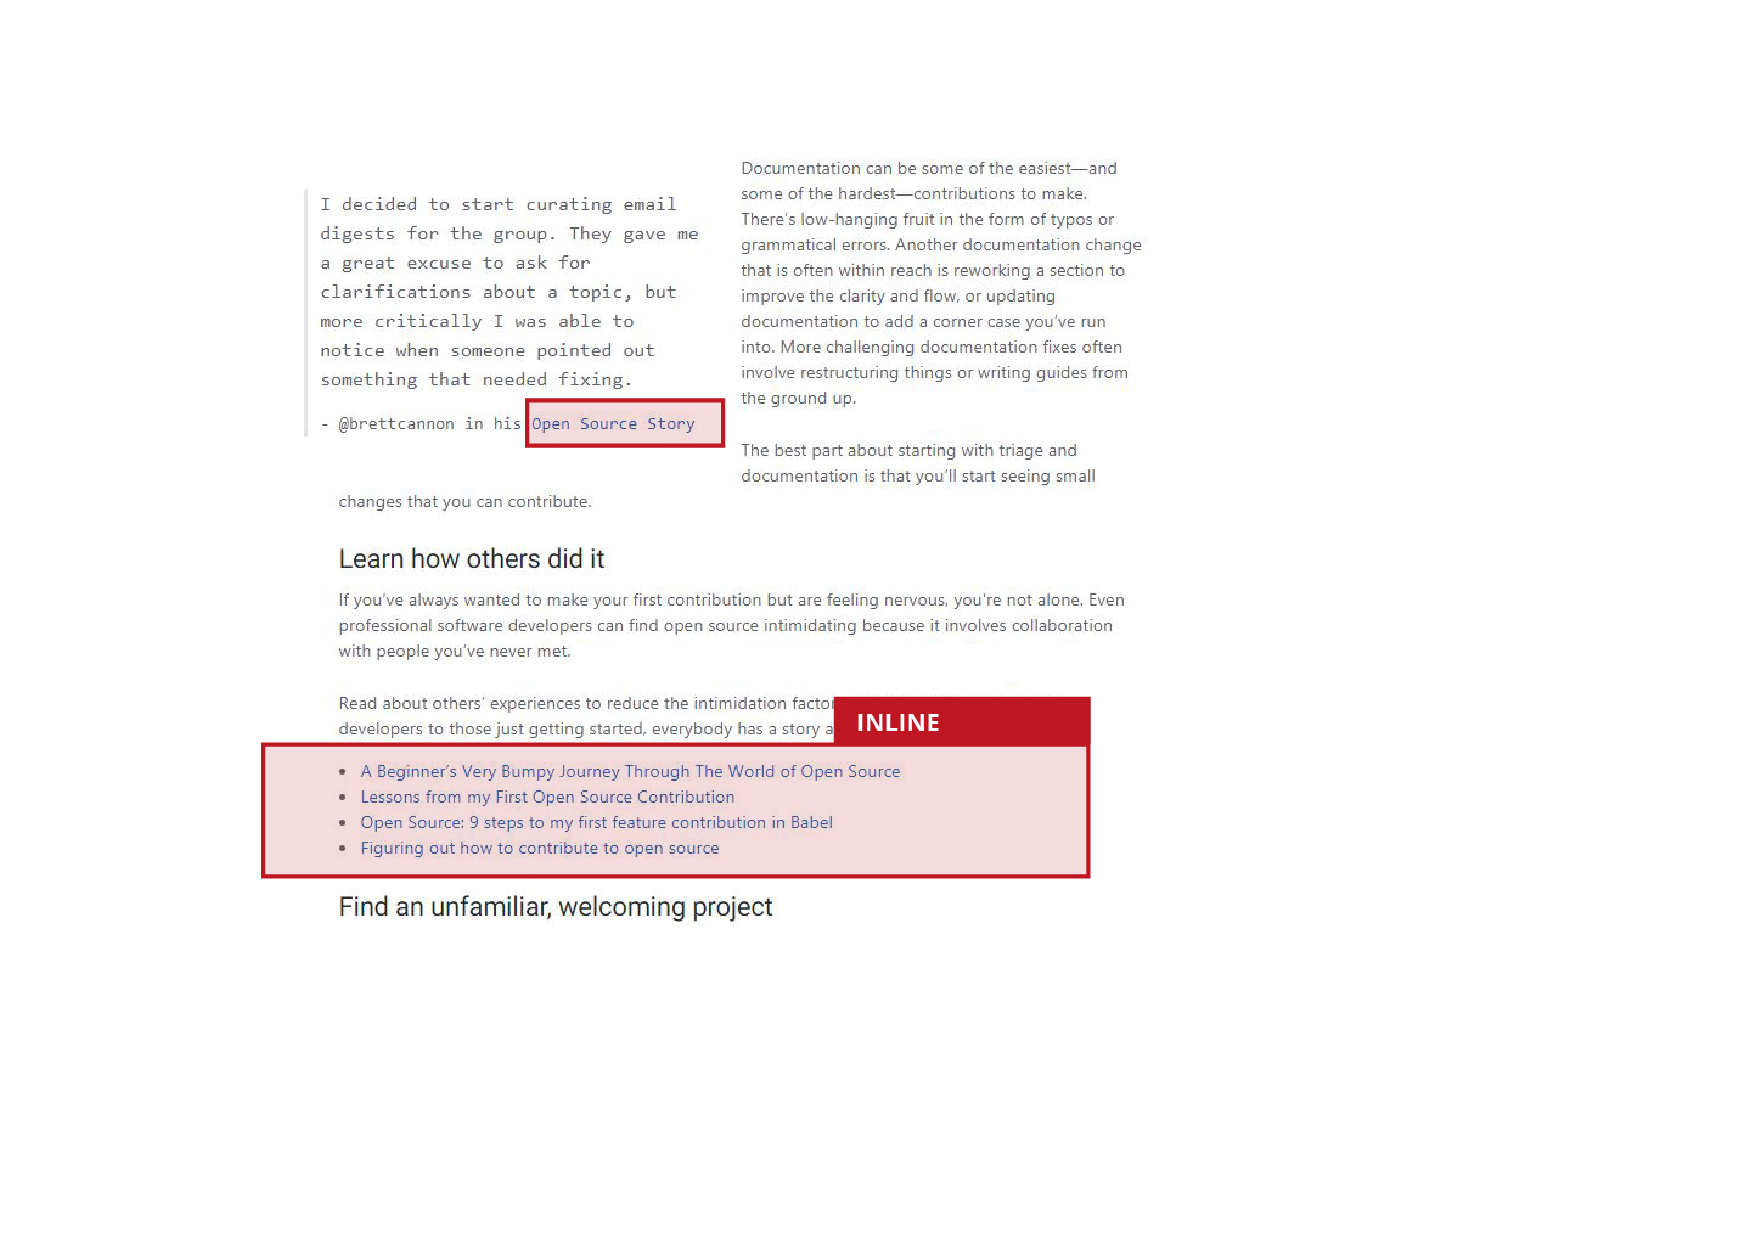 I decided to start curating email
digests for the group. They gave me
a great excuse to ask for
clarifications about a topic, but
more critically I was able to
notice when someone pointed out
something that needed fixing.
- @brettcannon in his Open Source Story
Documentation can be some of the easiest—and
some of the hardest—contributions to make.
There's low-hanging fruit in the form of typos or
grammatical errors. Another documentation change
that is often within reach is reworking a section to
improve the clarity and flow, or updating
documentation to add a corner case you've run
into. More challenging documentation fixes often
involve restructuring things or writing guides from
the ground up.
The best part about starting with triage and
documentation is that you'll start seeing small
changes that you can contribute.
Learn how others did it
If you've always wanted to make your first contribution but are feeling nervous, you're not alone. Even
professional software developers can find open source intimidating because it involves collaboration
with people you've never met.
Read about others' experiences to reduce the intimidation factor
developers to those just getting started, everybody has a story a
INLINE
• A Beginner's Very Bumpy Journey Through The World of Open Source
• Lessons from my First Open Source Contribution
• Open Source: 9 steps to my first feature contribution in Babel
• Figuring out how to contribute to open source
Find an unfamiliar, welcoming project